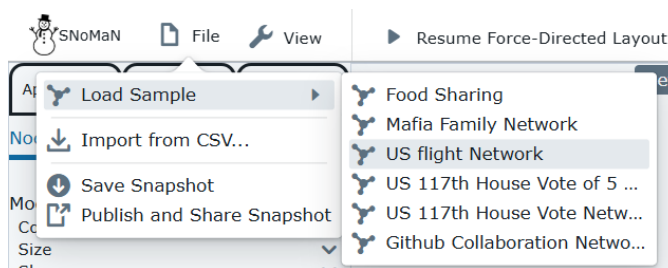 SNoMaN File View Resume Force-Directed Layout
Load Sample
Import from CSV...
Save Snapshot
Publish and Share Snapshot
Food Sharing
Mafia Family Network
US flight Network
US 117th House Vote of 5 ...
US 117th House Vote Netw...
Github Collaboration Netwo...
Size